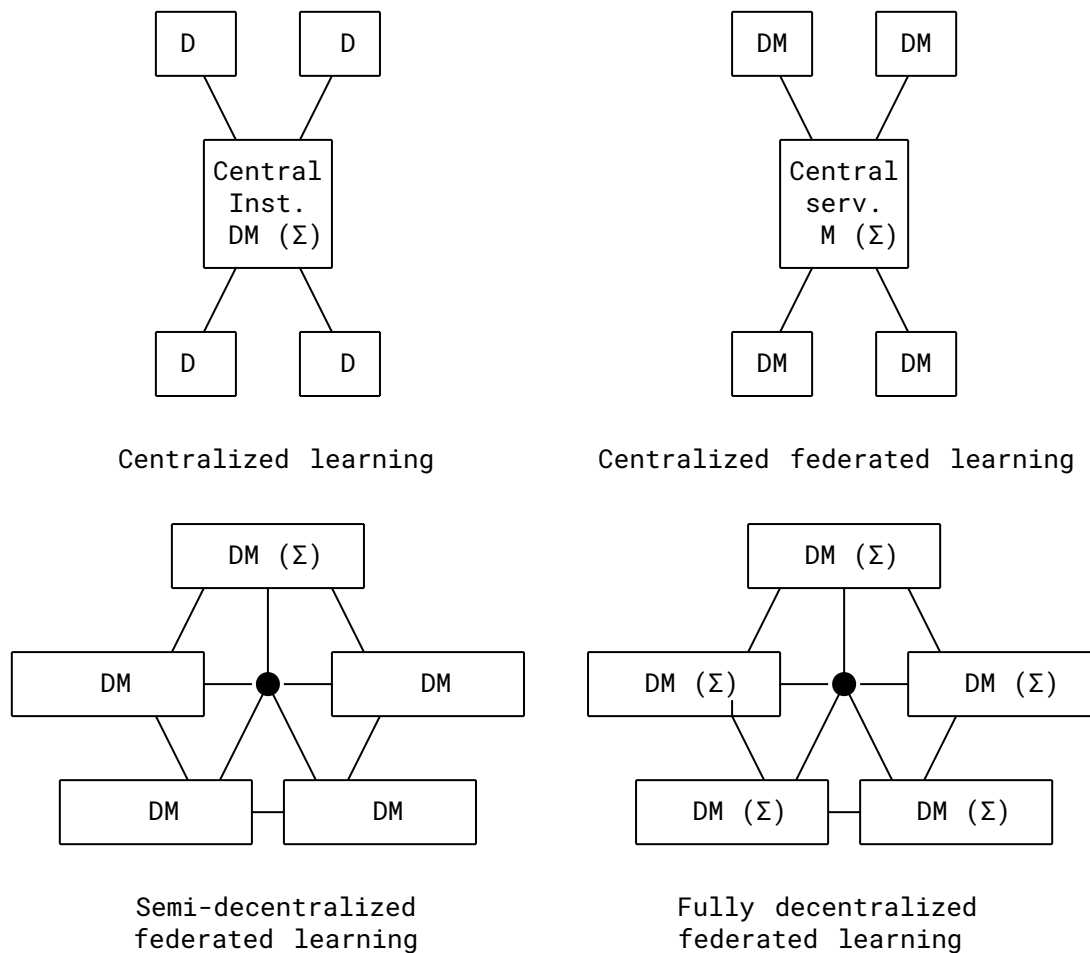 D D
Central
Inst.
DM (Σ)
D D
Centralized learning
DM DM
Central
serv.
M (Σ)
DM DM
Centralized federated learning
DM (Σ)
DM DM
DM DM
Semi-decentralized
federated learning
DM (Σ)
DM (Σ) DM (Σ)
DM (Σ) DM (Σ)
Fully decentralized
federated learning